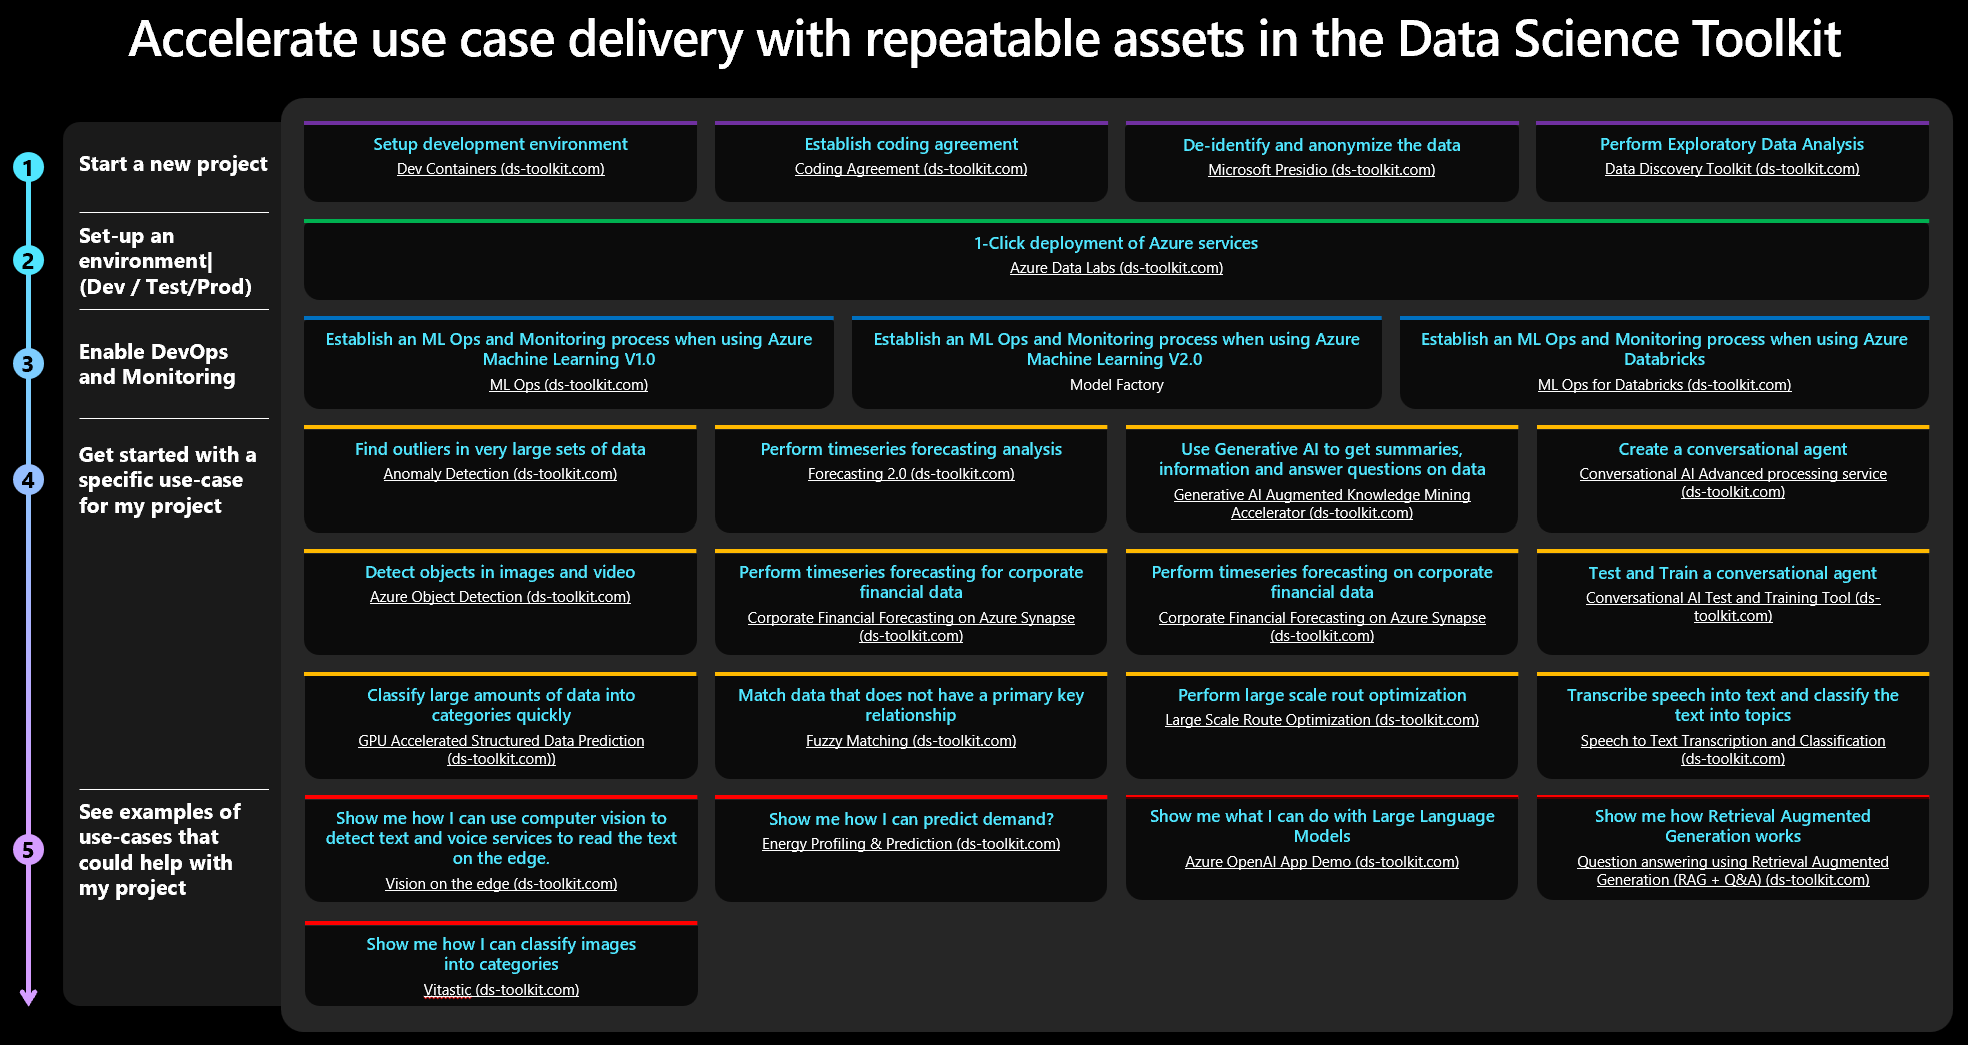 Accelerate use case delivery with repeatable assets in the Data Science Toolkit
1
Start a new project
Setup development environment
Dev Containers (ds-toolkit.com)
Establish coding agreement
Coding Agreement (ds-toolkit.com)
De-identify and anonymize the data
Microsoft Presidio (ds-toolkit.com)
Perform Exploratory Data Analysis
Data Discovery Toolkit (ds-toolkit.com)
2
Set-up an
environment|
(Dev / Test/Prod)
1-Click deployment of Azure services
Azure Data Labs (ds-toolkit.com)
3
Enable DevOps
and Monitoring
Establish an ML Ops and Monitoring process when using Azure
Machine Learning V1.0
ML Ops (ds-toolkit.com)
Establish an ML Ops and Monitoring process when using Azure
Machine Learning V2.0
Model Factory
Establish an ML Ops and Monitoring process when using Azure
Databricks
ML Ops for Databricks (ds-toolkit.com)
4
Get started with a
specific use-case
for my project
Find outliers in very large sets of data
Anomaly Detection (ds-toolkit.com)
Perform timeseries forecasting analysis
Forecasting 2.0 (ds-toolkit.com)
Use Generative AI to get summaries,
information and answer questions on data
Generative AI Augmented Knowledge Mining
Accelerator (ds-toolkit.com)
Create a conversational agent
Conversational AI Advanced processing service
(ds-toolkit.com)
Detect objects in images and video
Azure Object Detection (ds-toolkit.com)
Perform timeseries forecasting for corporate
financial data
Corporate Financial Forecasting on Azure Synapse
(ds-toolkit.com)
Perform timeseries forecasting on corporate
financial data
Corporate Financial Forecasting on Azure Synapse
(ds-toolkit.com)
Test and Train a conversational agent
Conversational AI Test and Training Tool (ds-
toolkit.com)
Classify large amounts of data into
categories quickly
GPU Accelerated Structured Data Prediction
(ds-toolkit.com))
Match data that does not have a primary key
relationship
Fuzzy Matching (ds-toolkit.com)
Perform large scale rout optimization
Large Scale Route Optimization (ds-toolkit.com)
Transcribe speech into text and classify the
text into topics
Speech to Text Transcription and Classification
(ds-toolkit.com)
5
See examples of
use-cases that
could help with
my project
Show me how I can use computer vision to
detect text and voice services to read the text
on the edge.
Vision on the edge (ds-toolkit.com)
Show me how I can predict demand?
Energy Profiling & Prediction (ds-toolkit.com)
Show me what I can do with Large Language
Models
Azure OpenAI App Demo (ds-toolkit.com)
Show me how Retrieval Augmented
Generation works
Question answering using Retrieval Augmented
Generation (RAG + Q&A) (ds-toolkit.com)
Show me how I can classify images
into categories
Vitastic (ds-toolkit.com)